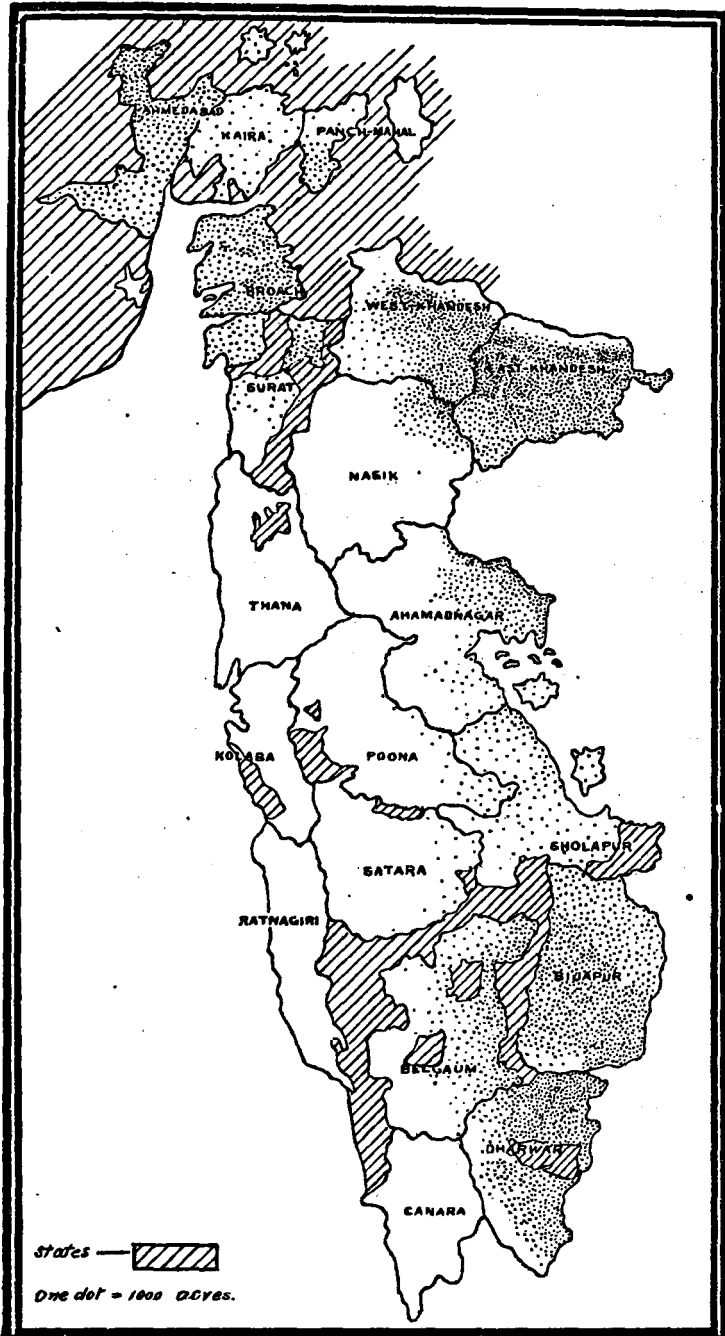 AHMEDABAD
KAIRA
PANCH-MAHAL
BROACH
WEST-KHANDESH
EAST-KHANDESH
SURAT
NASIK
THANA
AHAMADNAGAR
KOLABA
POONA
SHOLAPUR
SATARA
RATNAGIRI
BIJAPUR
BELGAUM
DHARWAR
CANARA
States
One dot = 1000 acres.